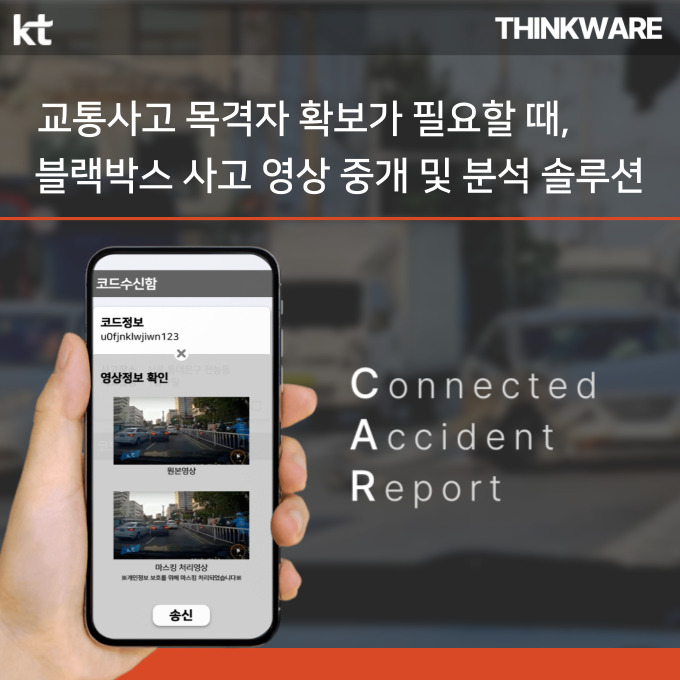 kt
THINKWARE
교통사고 목격자 확보가 필요할 때,
블랙박스 사고 영상 중개 및 분석 솔루션
코드수신함
코드정보
u0fjnklwjiwn123
영상정보 확인
원본영상
마스킹 처리영상
※개인정보 보호를 위해 마스킹 처리되었습니다※
송신
Connected
Accident
Report